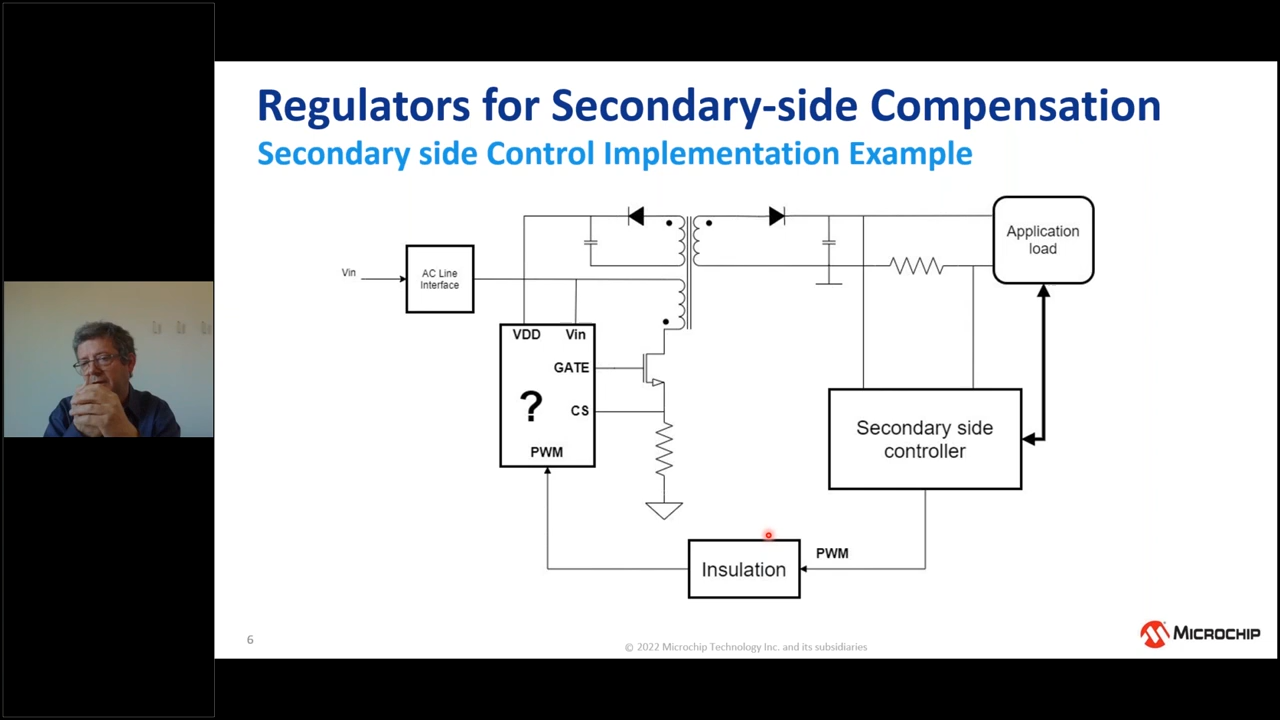 Regulators for Secondary-side Compensation
Secondary side Control Implementation Example
Vin
AC Line
Interface
VDD
Vin
GATE
?
CS
PWM
Application
load
Secondary side
controller
Insulation
PWM
6
© 2022 Microchip Technology Inc. and its subsidiaries
MICROCHIP